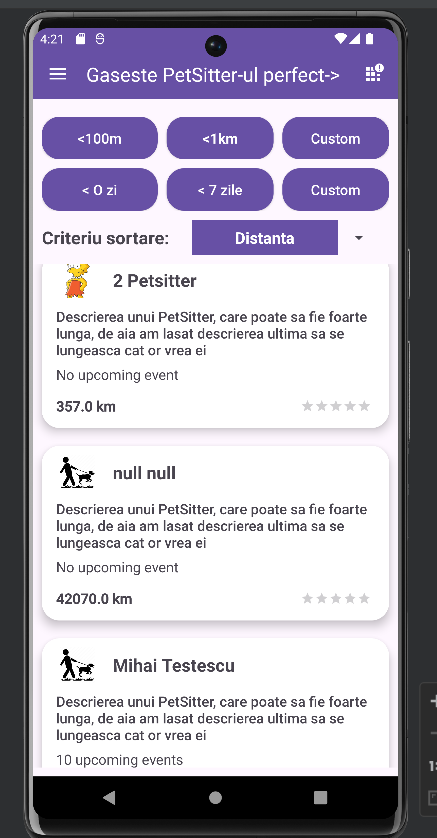 4:21
Gaseste PetSitter-ul perfect->
<100m
<1km
Custom
< O zi
< 7 zile
Custom
Criteriu sortare:
Distanta
2 Petsitter
Descrierea unui PetSitter, care poate sa fie foarte
lunga, de aia am lasat descrierea ultima sa se
lungeasca cat or vrea ei
No upcoming event
357.0 km
null null
Descrierea unui PetSitter, care poate sa fie foarte
lunga, de aia am lasat descrierea ultima sa se
lungeasca cat or vrea ei
No upcoming event
42070.0 km
Mihai Testescu
Descrierea unui PetSitter, care poate sa fie foarte
lunga, de aia am lasat descrierea ultima sa se
lungeasca cat or vrea ei
10 upcoming events